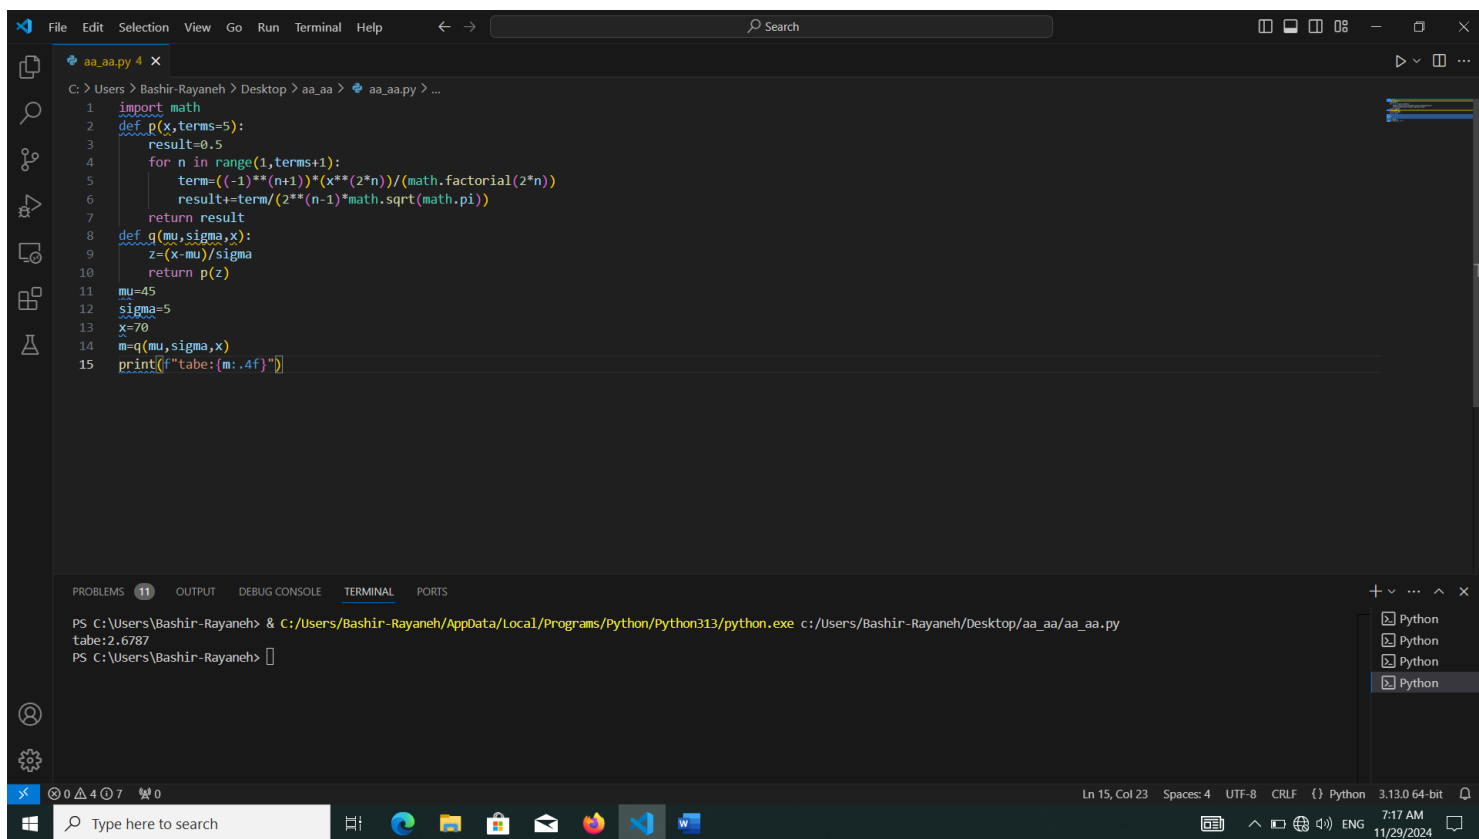 File Edit Selection View Go Run Terminal Help Search
aa_aa.py 4
C: > Users > Bashir-Rayaneh > Desktop > aa_aa > aa_aa.py > ...
1 import math
2 def p(x,terms=5):
3 result=0.5
4 for n in range(1,terms+1):
5 term=((-1)**(n+1))*(x**(2*n))/(math.factorial(2*n))
6 result+=term/(2**(n-1)*math.sqrt(math.pi))
7 return result
8 def q(mu,sigma,x):
9 z=(x-mu)/sigma
10 return p(z)
11 mu=45
12 sigma=5
13 x=70
14 m=q(mu,sigma,x)
15 print(f"tabe:{m:.4f}")
PROBLEMS 11 OUTPUT DEBUG CONSOLE TERMINAL PORTS
PS C:\Users\Bashir-Rayaneh> & C:/Users/Bashir-Rayaneh/AppData/Local/Programs/Python/Python313/python.exe c:/Users/Bashir-Rayaneh/Desktop/aa_aa/aa_aa.py
tabe:2.6787
PS C:\Users\Bashir-Rayaneh>
Python
Python
Python
Python
0 4 7 0 Ln 15, Col 23 Spaces: 4 UTF-8 CRLF {} Python 3.13.0 64-bit
Type here to search ENG 7:17 AM
11/29/2024